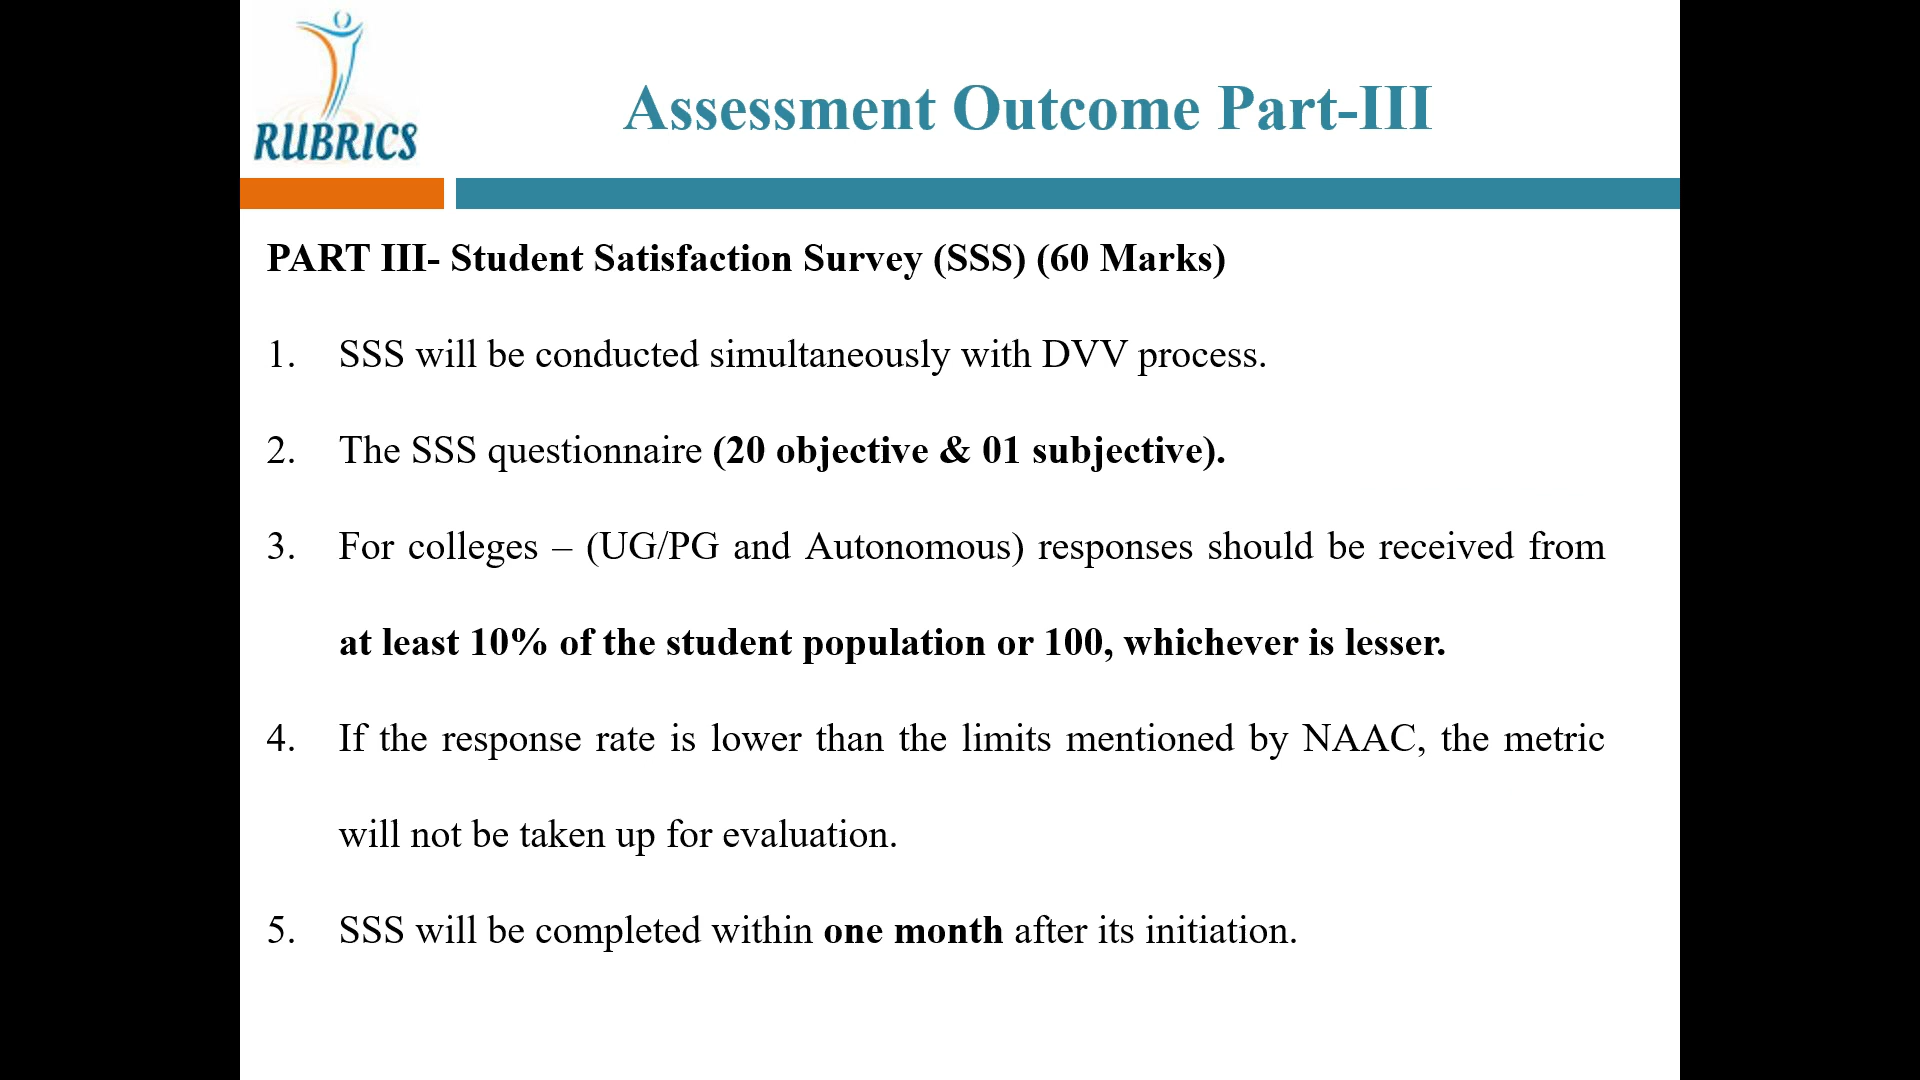 RUBRICS
Assessment Outcome Part-III
PART III- Student Satisfaction Survey (SSS) (60 Marks)
1. SSS will be conducted simultaneously with DVV process.
2. The SSS questionnaire (20 objective & 01 subjective).
3. For colleges – (UG/PG and Autonomous) responses should be received from
at least 10% of the student population or 100, whichever is lesser.
4. If the response rate is lower than the limits mentioned by NAAC, the metric
will not be taken up for evaluation.
5. SSS will be completed within one month after its initiation.